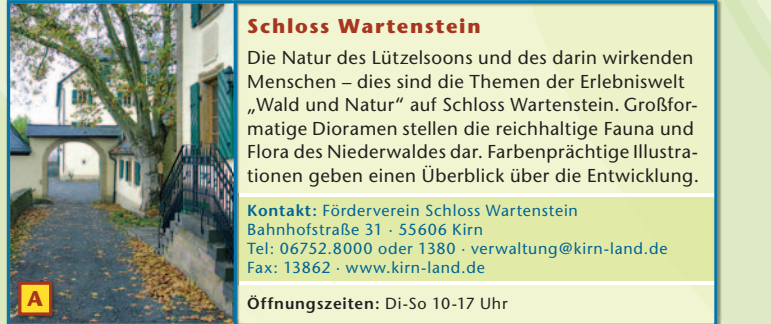 Schloss Wartenstein
Die Natur des Lützelsoons und des darin wirkenden
Menschen – dies sind die Themen der Erlebniswelt
„Wald und Natur“ auf Schloss Wartenstein. Großfor-
matige Dioramen stellen die reichhaltige Fauna und
Flora des Niederwaldes dar. Farbenprächtige Illustra-
tionen geben einen Überblick über die Entwicklung.
Kontakt: Förderverein Schloss Wartenstein
Bahnhofstraße 31 · 55606 Kirn
Tel: 06752.8000 oder 1380 · verwaltung@kirn-land.de
Fax: 13862 · www.kirn-land.de
A
Öffnungszeiten: Di-So 10-17 Uhr